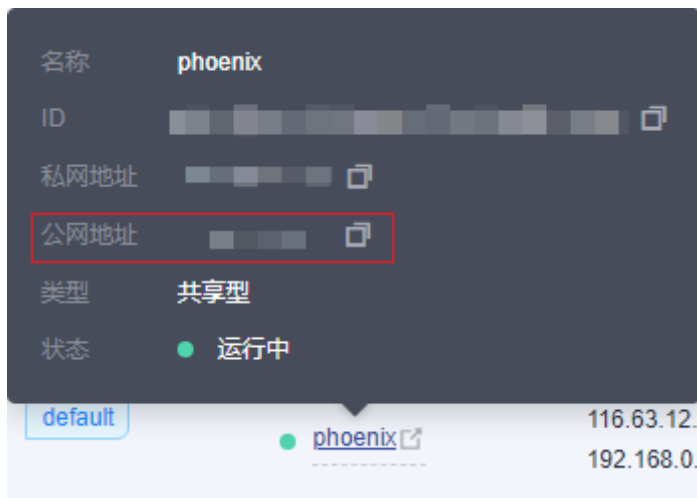 名称 phoenix
ID
私网地址
公网地址
类型 共享型
状态 运行中
default phoenix 116.63.12.
192.168.0.